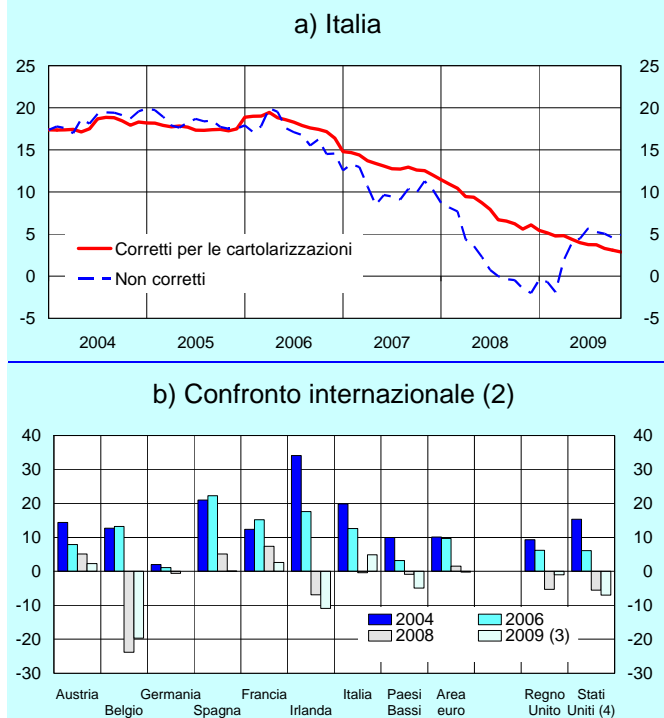 a) Italia
25 25
20 20
15 15
10 10
5 5
0 0
-5 -5
Corretti per le cartolarizzazioni
Non corretti
2004 2005 2006 2007 2008 2009
b) Confronto internazionale (2)
40 40
30 30
20 20
10 10
0 0
-10 -10
-20 -20
-30 -30
2004 2006
2008 2009 (3)
Austria Germania Francia Italia Paesi Area Regno Stati
Belgio Spagna Irlanda Bassi euro Unito Uniti (4)